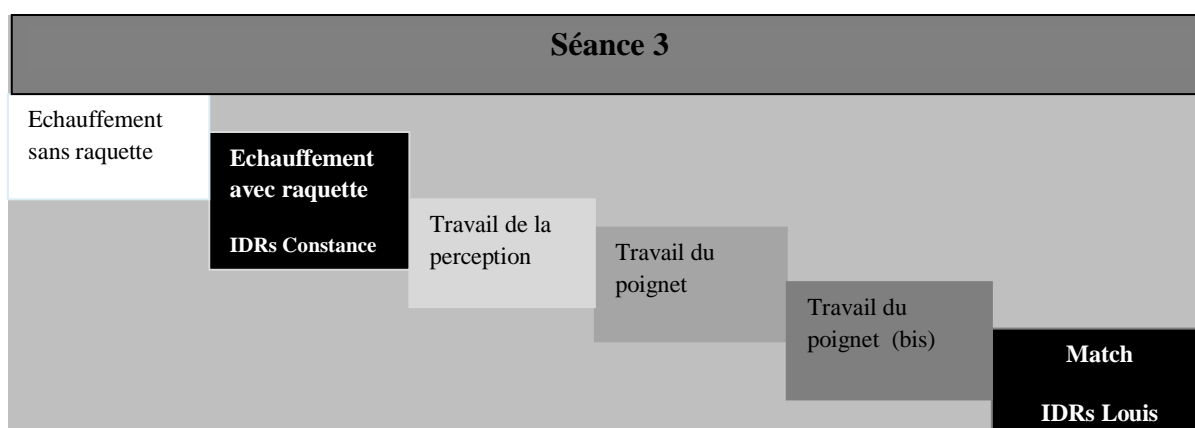 Séance 3
Echauffement
sans raquette
Echauffement
avec raquette
IDRs Constance
Travail de la
perception
Travail du
poignet
Travail du
poignet (bis)
Match
IDRs Louis